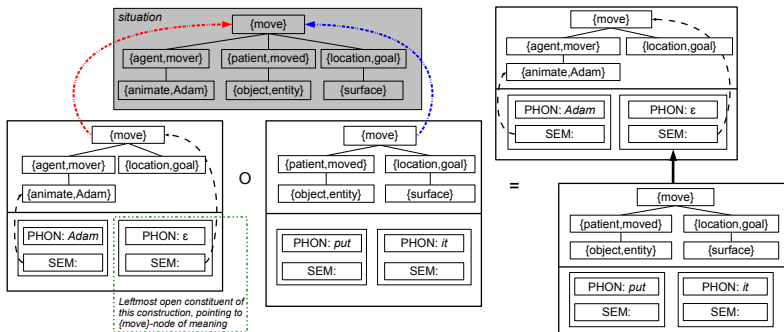 situation
{move}
{agent,mover} {patient,moved} {location,goal}
{animate,Adam} {object,entity} {surface}
{move}
{agent,mover} {location,goal}
{animate,Adam}
PHON: Adam PHON: ε
SEM: SEM:
Leftmost open constituent of
this construction, pointing to
{move}-node of meaning
O
{move}
{patient,moved} {location,goal}
{object,entity} {surface}
PHON: put PHON: it
SEM: SEM:
=
{move}
{agent,mover} {location,goal}
{animate,Adam}
PHON: Adam PHON: ε
SEM: SEM:
{move}
{patient,moved} {location,goal}
{object,entity} {surface}
PHON: put PHON: it
SEM: SEM: